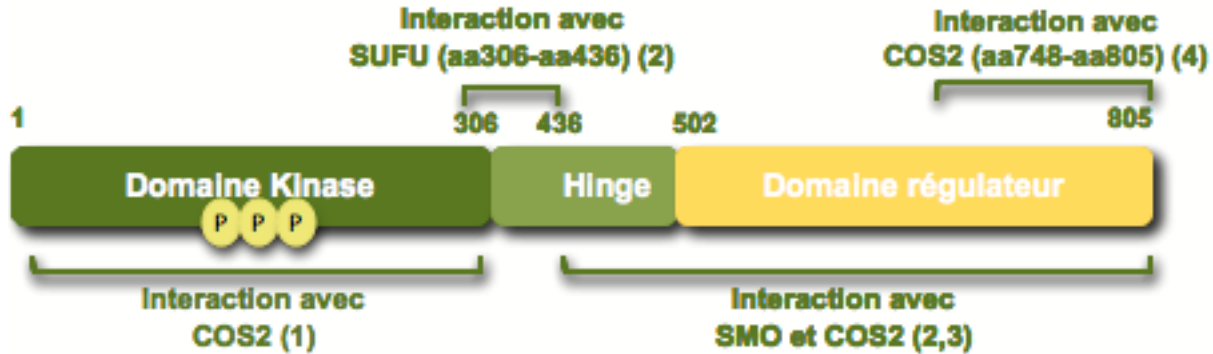 Interaction avec
SUFU (aa306-aa436) (2)
Interaction avec
COS2 (aa748-aa805) (4)
1
306
436
502
805
Domaine Kinase
Hinge
Domaine régulateur
P P P
Interaction avec
COS2 (1)
Interaction avec
SMO et COS2 (2,3)